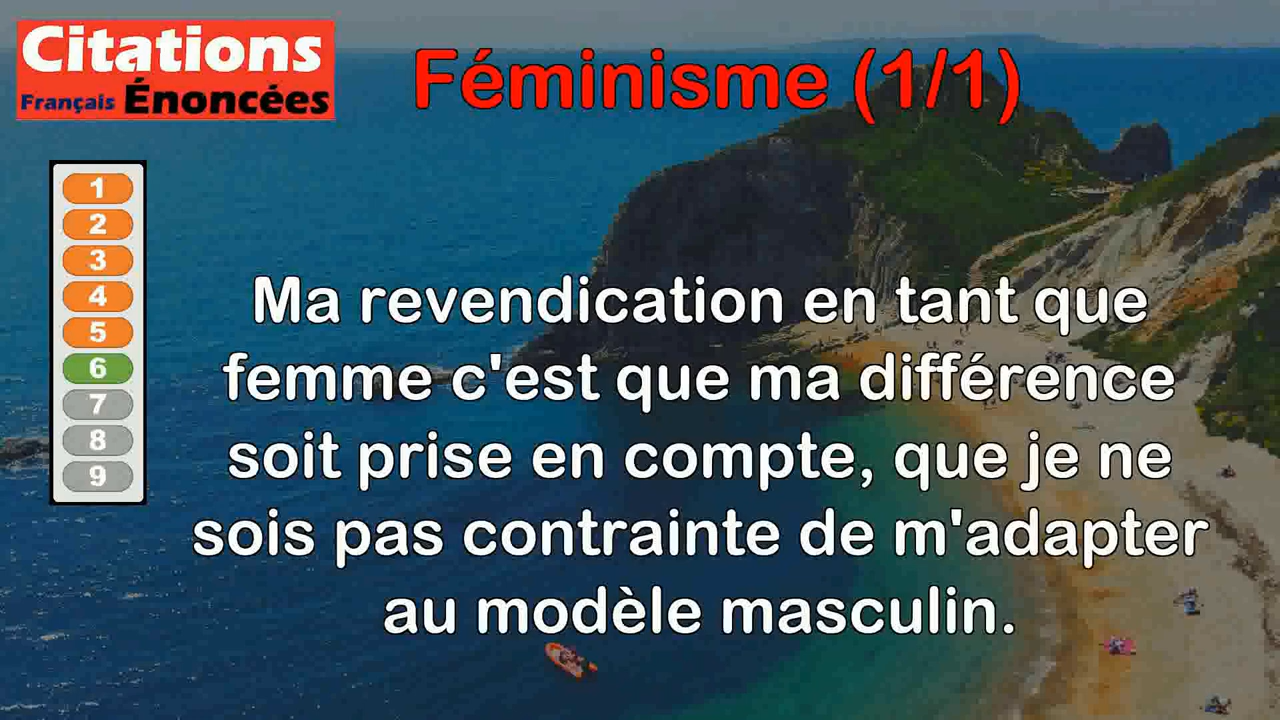 Citations
Français Énoncées
Féminisme (1/1)
1
2
3
4
5
6
7
8
9
Ma revendication en tant que
femme c'est que ma différence
soit prise en compte, que je ne
sois pas contrainte de m'adapter
au modèle masculin.